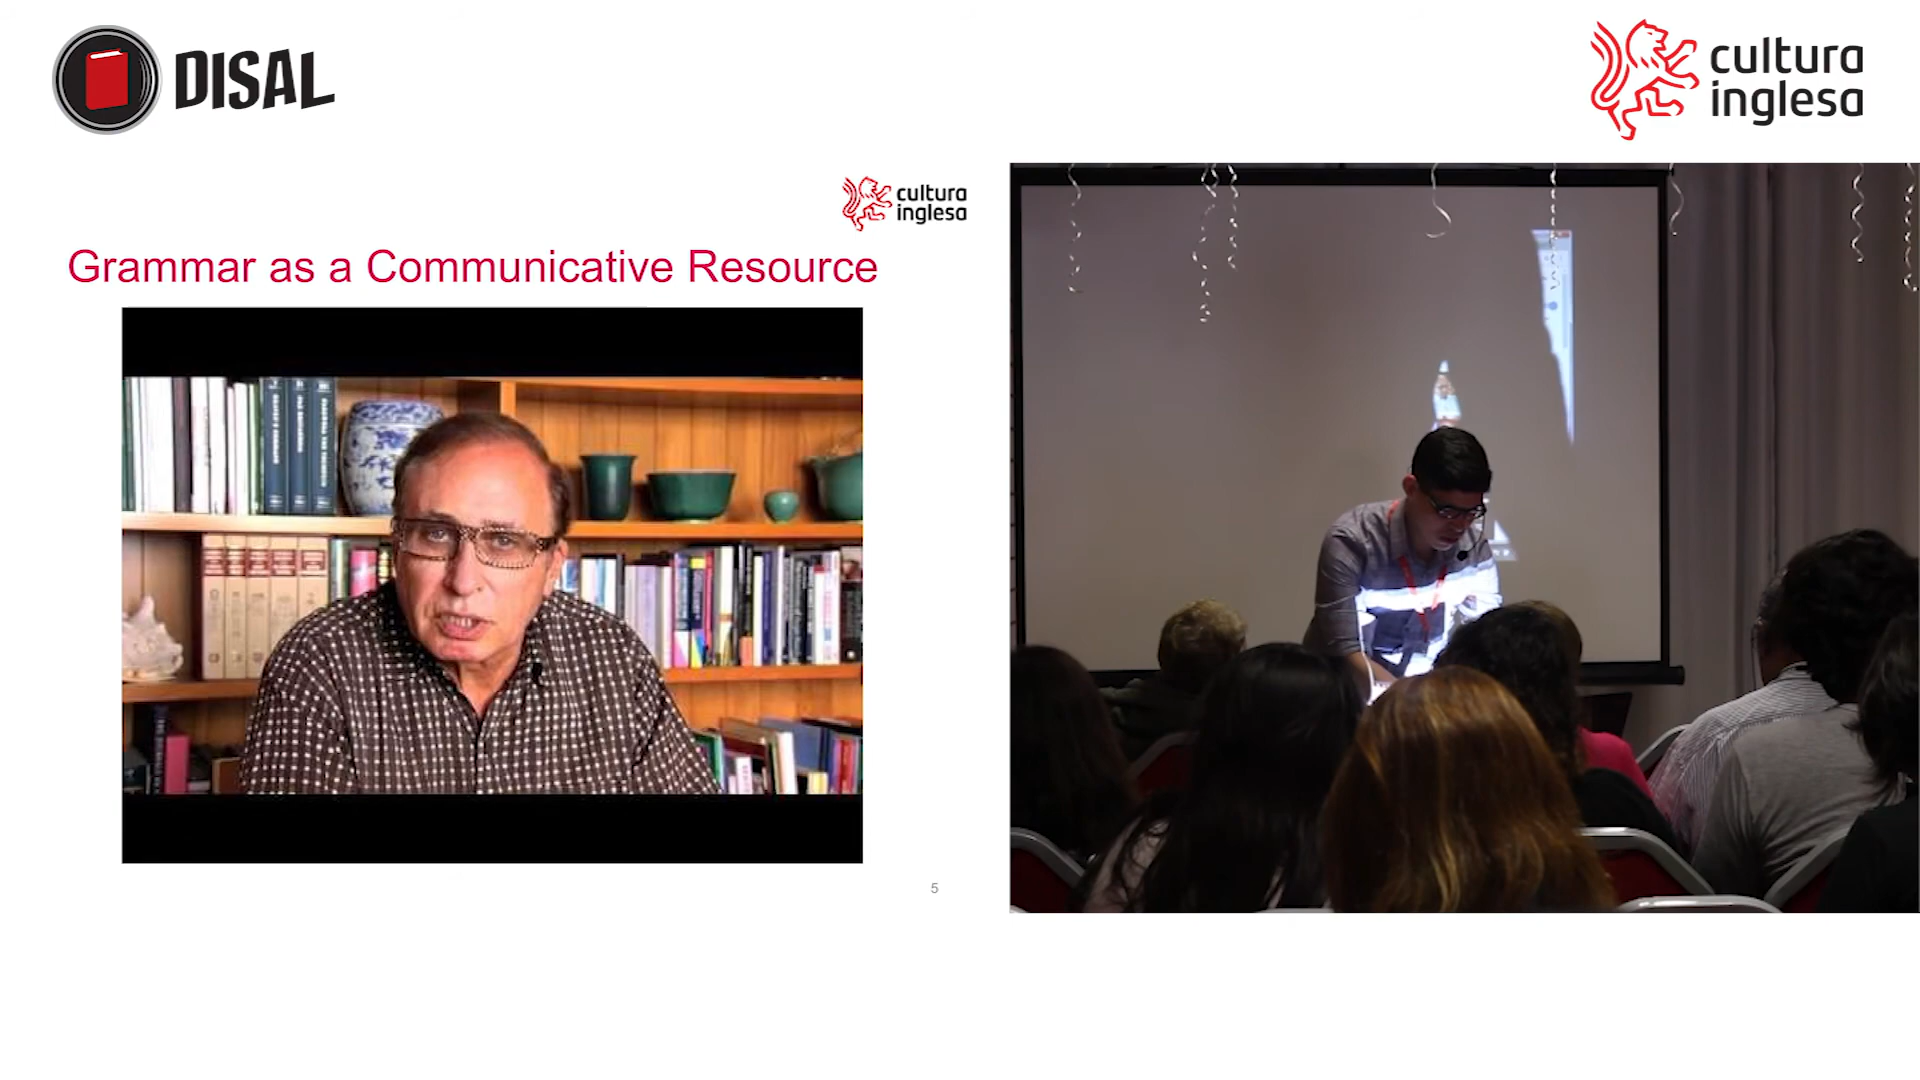 DISAL
cultura
inglesa
cultura
inglesa
Grammar as a Communicative Resource
5